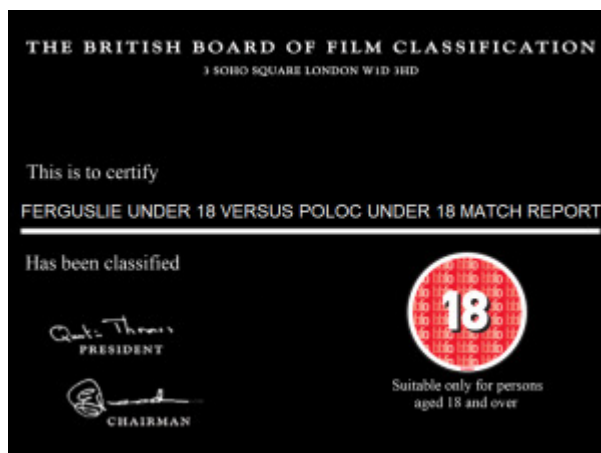 THE BRITISH BOARD OF FILM CLASSIFICATION
3 SOHO SQUARE LONDON W1D 3HD
This is to certify
FERGUSLIE UNDER 18 VERSUS POLOC UNDER 18 MATCH REPORT
Has been classified
18
PRESIDENT
Suitable only for persons
aged 18 and over
CHAIRMAN